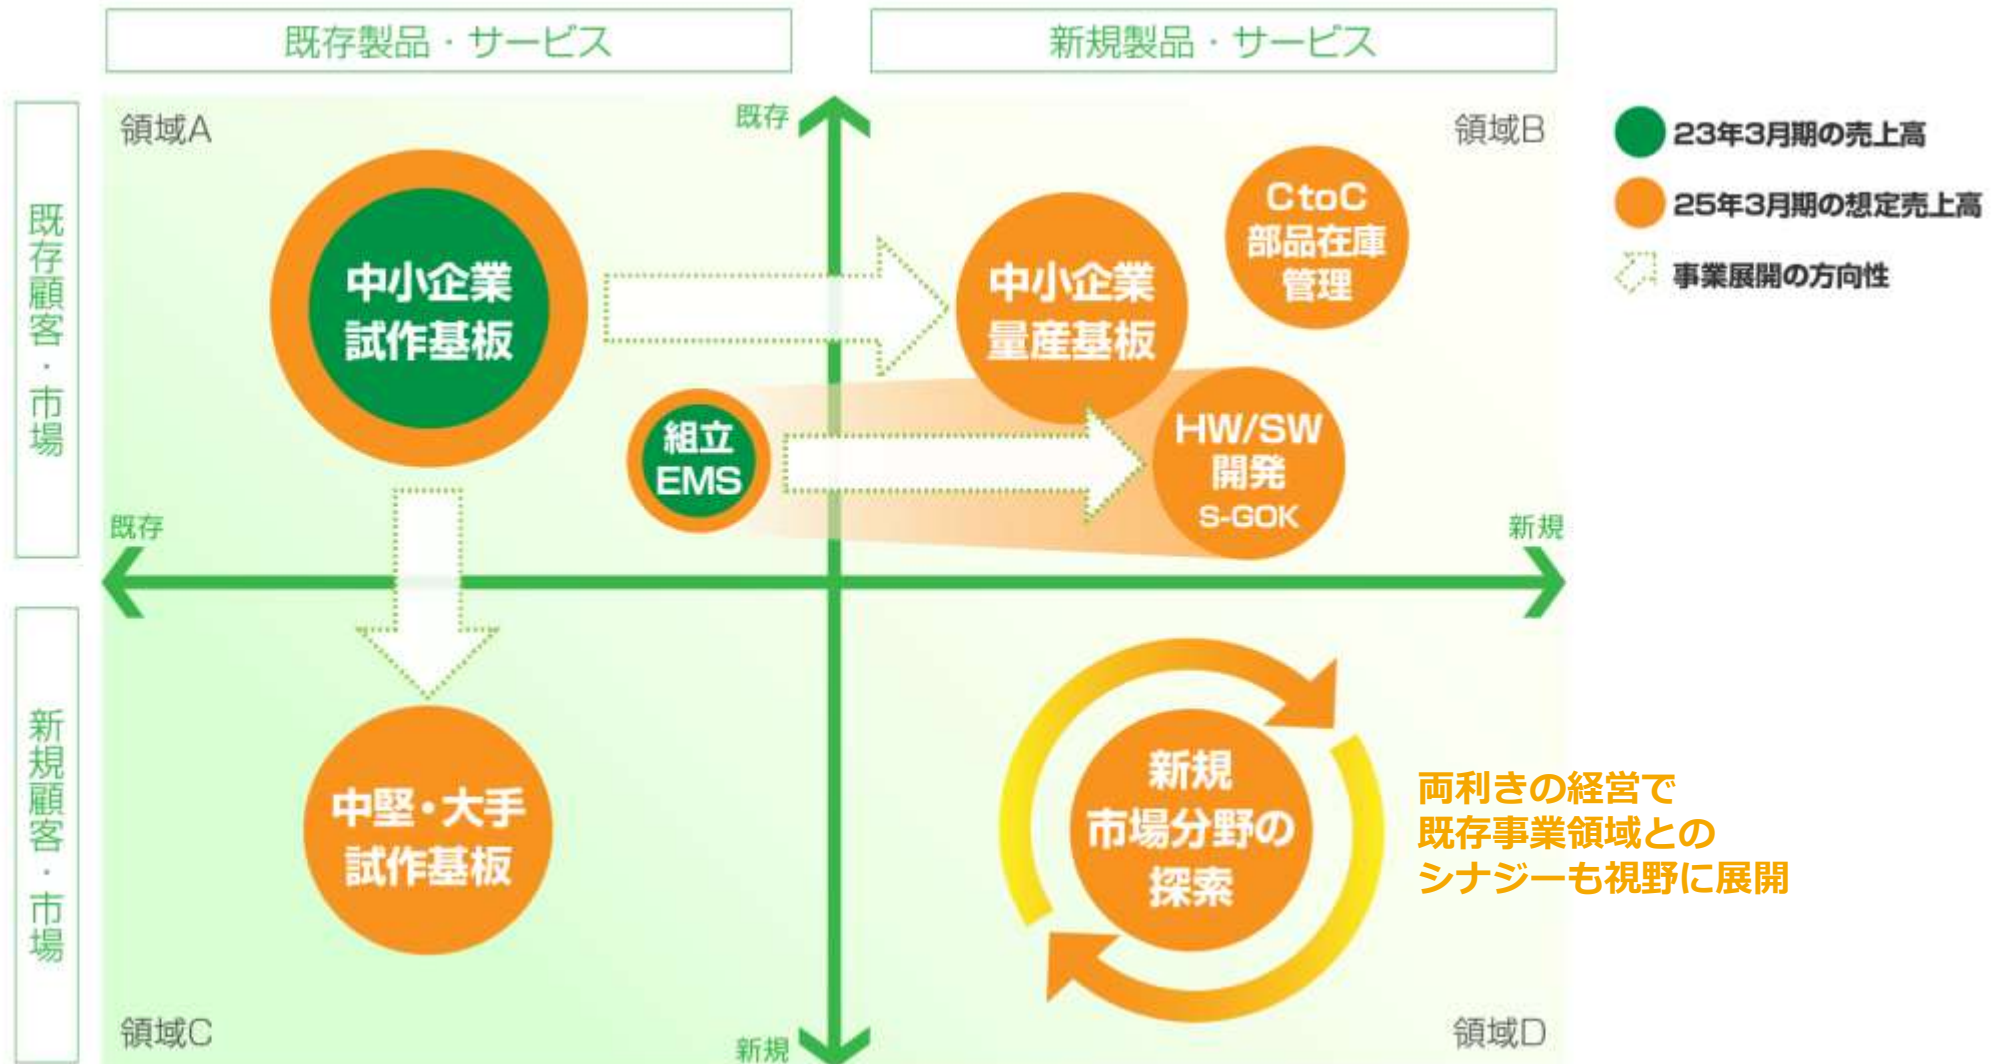 既存製品・サービス
新規製品・サービス
既存顧客・市場
新規顧客・市場
領域A
既存
領域B
中小企業
試作基板
中小企業
量産基板
CtoC
部品在庫
管理
組立
EMS
HW/SW
開発
S-GOK
既存
新規
中堅・大手
試作基板
新規
市場分野の
探索
両利きの経営で
既存事業領域との
シナジーも視野に展開
領域C
新規
領域D
23年3月期の売上高
25年3月期の想定売上高
事業展開の方向性